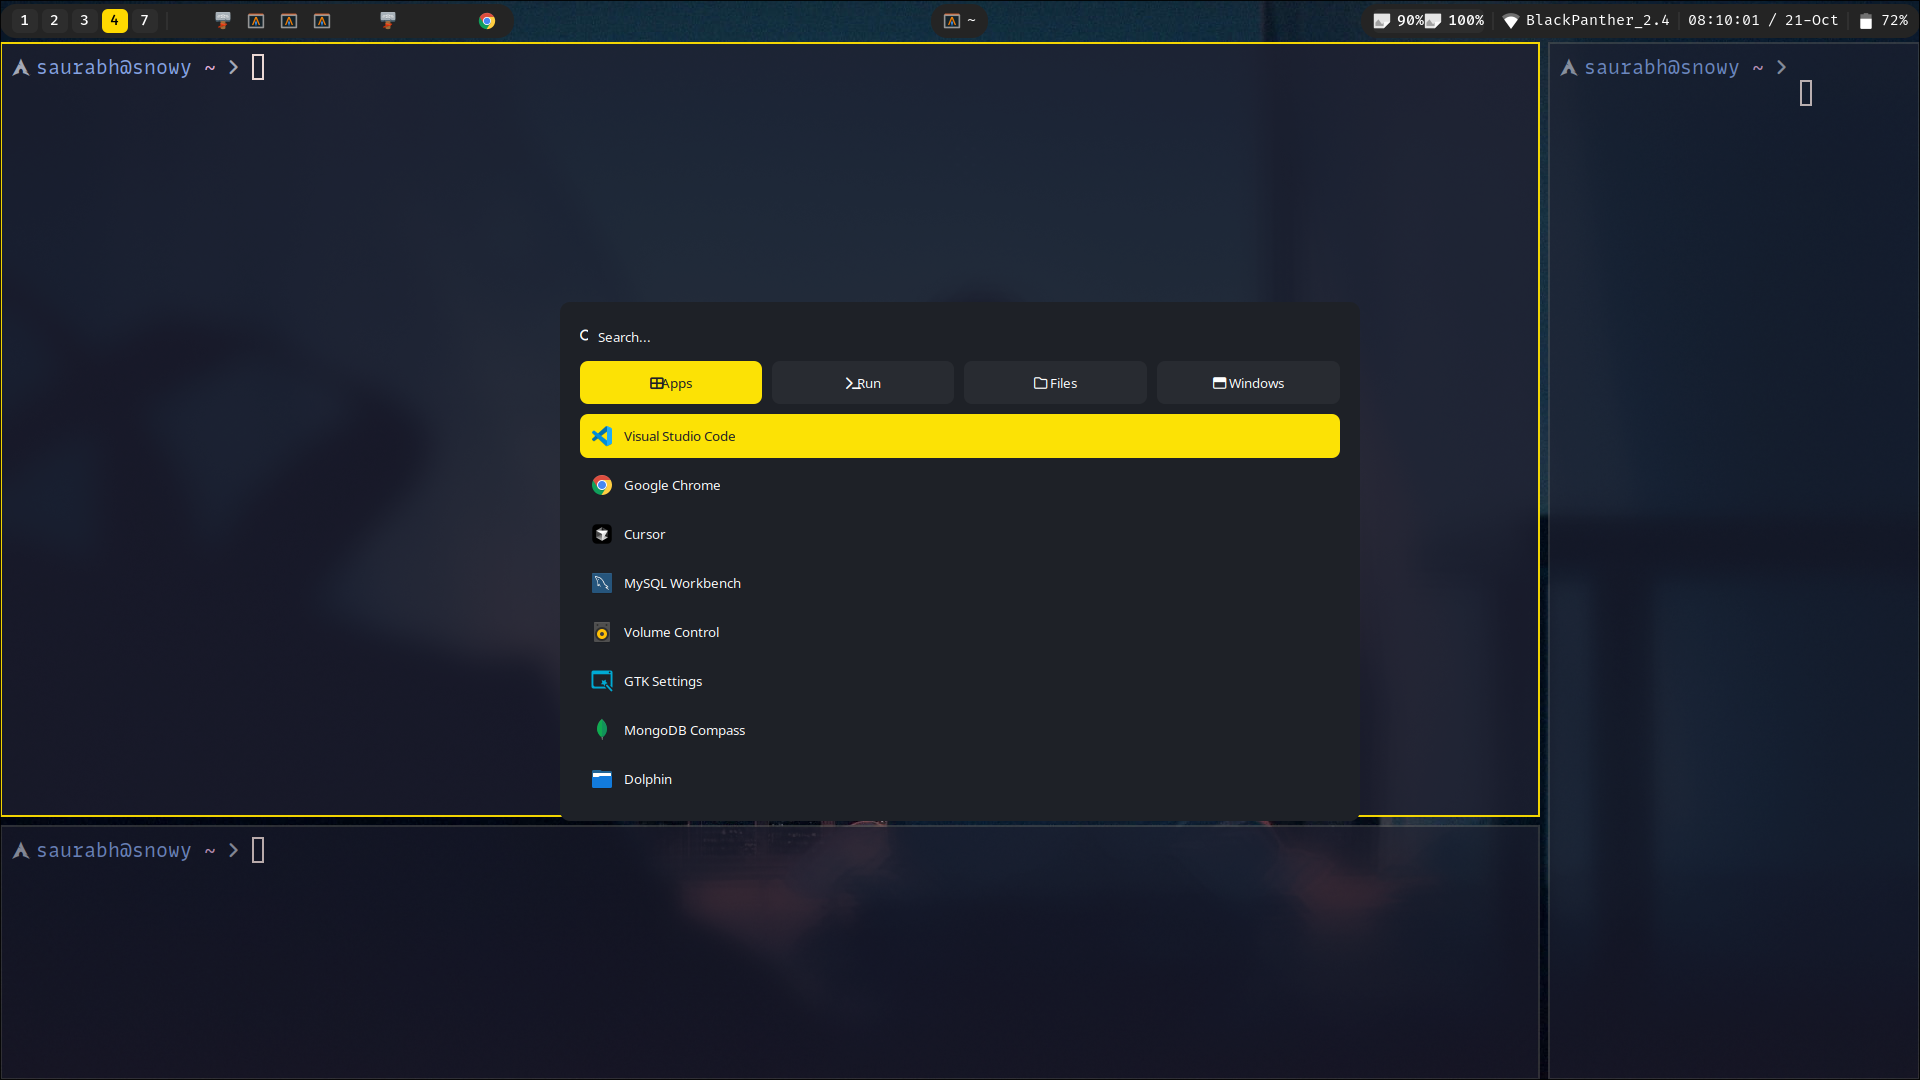 1 2 3 4 7 ~ 90% 100% BlackPanther_2.4 08:10:01 / 21-Oct 72%
saurabh@snowy ~ >
saurabh@snowy ~ >
Search...
Apps Run Files Windows
Visual Studio Code
Google Chrome
Cursor
MySQL Workbench
Volume Control
GTK Settings
MongoDB Compass
Dolphin
saurabh@snowy ~ >